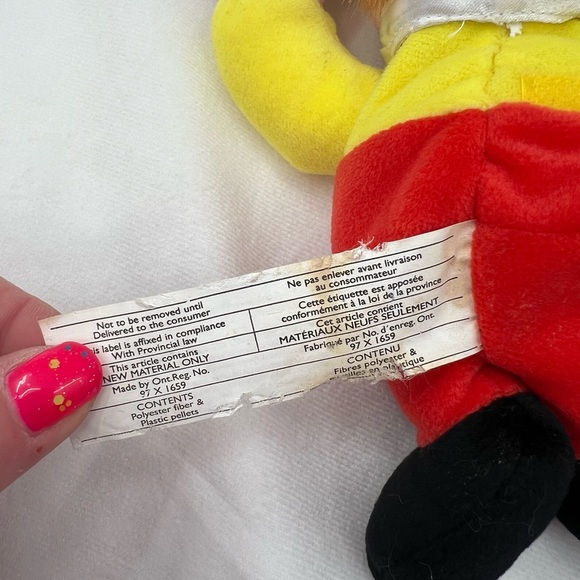 Not to be removed until
Delivered to the consumer
is label is affixed in compliance
With Provincial law
This article contains
NEW MATERIAL ONLY
Made by Ont.Reg. No.
97 X 1659
CONTENTS
Polyester fiber &
Plastic pellets
Ne pas enlever avant livraison
au consommateur
Cette étiquette est apposée
conformément à la loi de la province
Cet article contient
MATÉRIAUX NEUFS SEULEMENT
Fabriqué par No. d'enreg. Ont.
97 X 1659
CONTENU
Fibres polyester &
en plastique